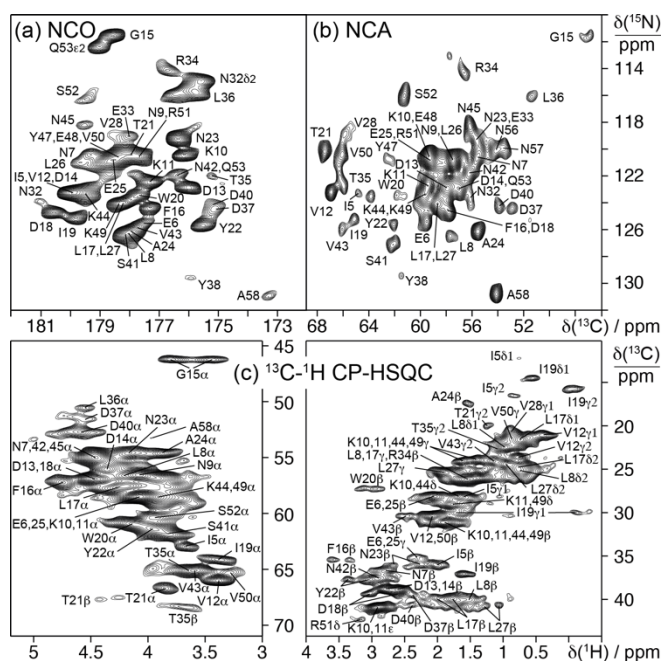 (a) NCO
G15
Q53ε2
R34
N32δ2
S52
L36
E33
N45
V28
T21
N9,R51
Y47,E48,V50
N23
N7
K10
L26
K11
N42,Q53
I5,V12,D14
T35
N32
E25
W20
D13
D40
K44
F16
D37
D18
I19
K49
E6
Y22
V43
L17,L27
A24
L8
S41
Y38
A58
181
179
177
175
173
(b) NCA
δ(¹⁵N)
ppm
G15
R34
114
S52
L36
K10,E48
N45
N23,E33
V28
E25,R51
N9,L26
N56
T21
118
V50
Y47
N57
D13
N7
T35
K11
N42
122
W20
D14,Q53
V12
I5
K44,K49
N32
D40
D37
I19
Y22
F16,D18
V43
E6
L8
A24
126
S41
L17,L27
Y38
A58
130
68
64
60
56
δ(¹³C) / ppm
(c) ¹³C-¹H CP-HSQC
45
G15α
L36α
D37α
50
D40α
N23α
D14α
A58α
N7,42,45α
A24α
L8α
55
D13,18α
N9α
F16α
K44,49α
L17α
S52α
60
E6,25,K10,11α
S41α
W20α
Y22α
I5α
I19α
T35α
65
V43α
V50α
T21β
T21α
V12α
T35β
70
5
4.5
4
3.5
3
δ(¹³C)
ppm
I5δ1
I19δ1
A24β
I5γ2
I19γ2
T21γ2
V50γ
V28γ1
T35γ2
L8δ1
L17δ1
20
K10,11,44,49γ
V43γ2
V12γ1
L8,17γ,R34β
V12γ2
L17δ2
L27γ
L8δ2
25
W20β
K10,44δ
I5γ1
L27δ2
K11,49δ
E6,25β
I19γ1
V43β
30
V12,50β
K10,11,44,49β
F16β
E6,25γ
N23β
I5β
35
N42β
N7β
I19β
Y22β
D13,14β
L8β
D18β
40
R51δ
D40β
L17β
K10,11ε
D37β
L27β
4
3.5
3
2.5
2
1.5
1
0.5
δ(¹H) / ppm